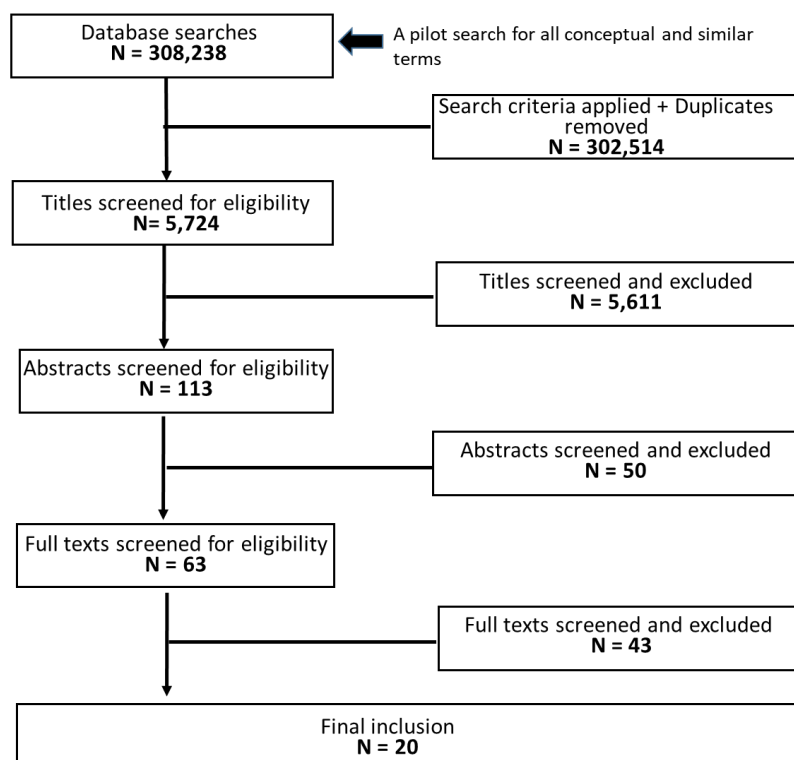 Database searches
N = 308,238
A pilot search for all conceptual and similar
terms
Search criteria applied + Duplicates
removed
N = 302,514
Titles screened for eligibility
N= 5,724
Titles screened and excluded
N = 5,611
Abstracts screened for eligibility
N = 113
Abstracts screened and excluded
N = 50
Full texts screened for eligibility
N = 63
Full texts screened and excluded
N = 43
Final inclusion
N = 20